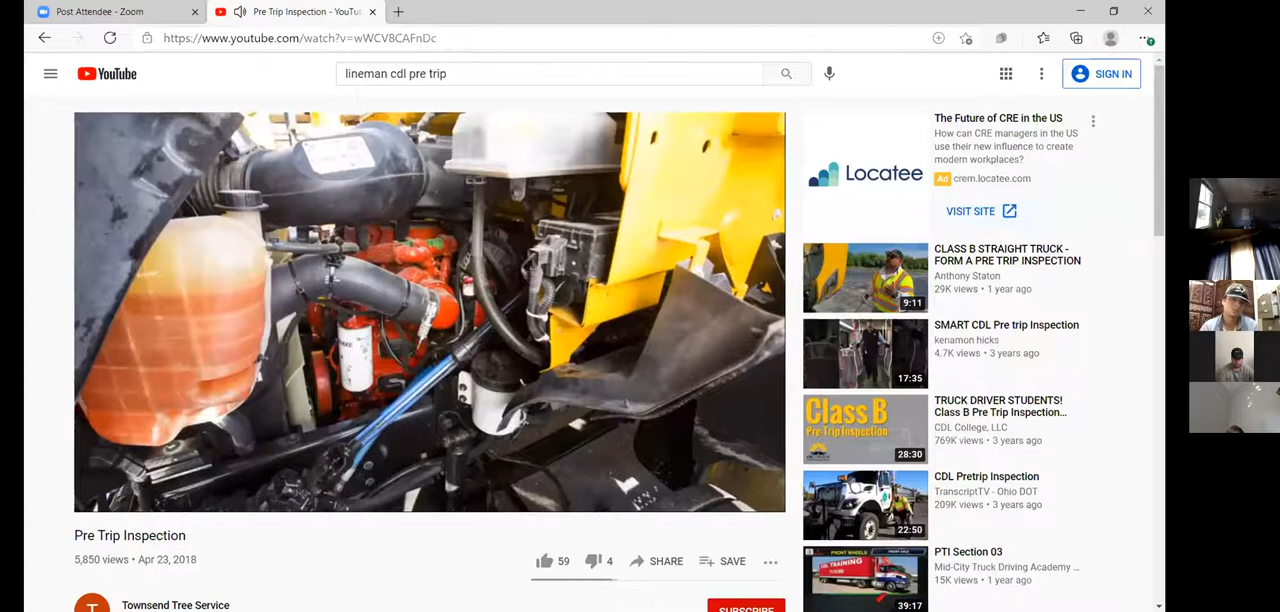 Post Attendee - Zoom
Pre Trip Inspection - YouTu
https://www.youtube.com/watch?v=wWCV8CAFnDc
YouTube
lineman cdl pre trip
SIGN IN
The Future of CRE in the US
How can CRE managers in the US
use their new influence to create
modern workplaces?
Ad crem.locatee.com
Locatee
VISIT SITE
CLASS B STRAIGHT TRUCK -
FORM A PRE TRIP INSPECTION
Anthony Staton
29K views • 1 year ago
9:11
SMART CDL Pre trip Inspection
kenamon hicks
4.7K views • 3 years ago
17:35
TRUCK DRIVER STUDENTS!
Class B Pre Trip Inspection...
CDL College, LLC
769K views • 3 years ago
Class B
Pre-Trip Inspection
28:30
CDL Pretrip Inspection
TranscriptTV - Ohio DOT
209K views • 3 years ago
22:50
PTI Section 03
Mid-City Truck Driving Academy ...
15K views • 1 year ago
CDL TRAINING
39:17
Pre Trip Inspection
5,850 views • Apr 23, 2018
59
4
SHARE
SAVE
T
Townsend Tree Service
SUBSCRIBE